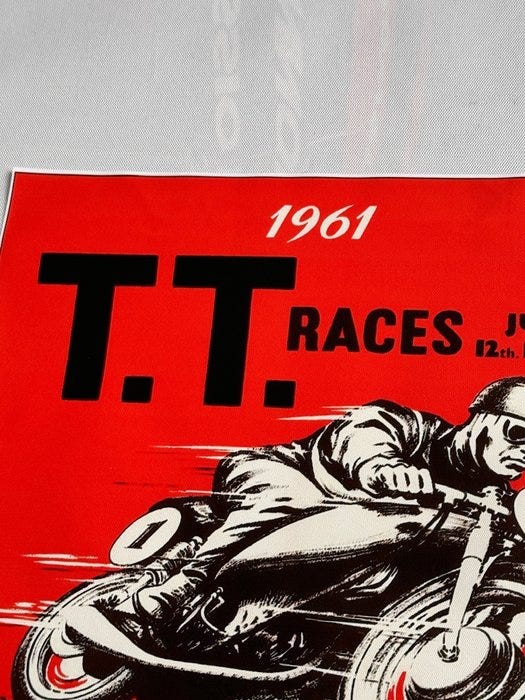 1961
T.T. RACES
12th.
1